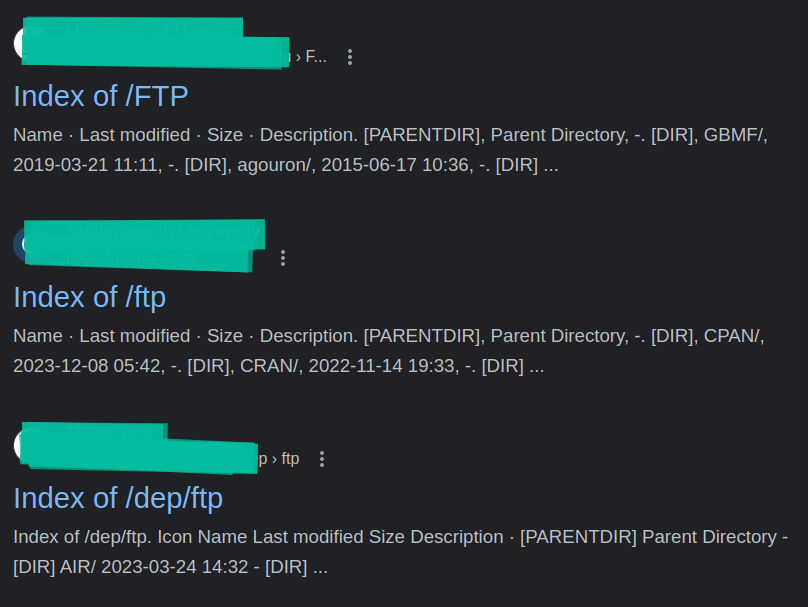 u › F...
Index of /FTP
Name · Last modified · Size · Description. [PARENTDIR], Parent Directory, -. [DIR], GBMF/,
2019-03-21 11:11, -. [DIR], agouron/, 2015-06-17 10:36, -. [DIR] ...
Index of /ftp
Name · Last modified · Size · Description. [PARENTDIR], Parent Directory, -. [DIR], CPAN/,
2023-12-08 05:42, -. [DIR], CRAN/, 2022-11-14 19:33, -. [DIR] ...
ep › ftp
Index of /dep/ftp
Index of /dep/ftp. Icon Name Last modified Size Description · [PARENTDIR] Parent Directory -
[DIR] AIR/ 2023-03-24 14:32 - [DIR] ...